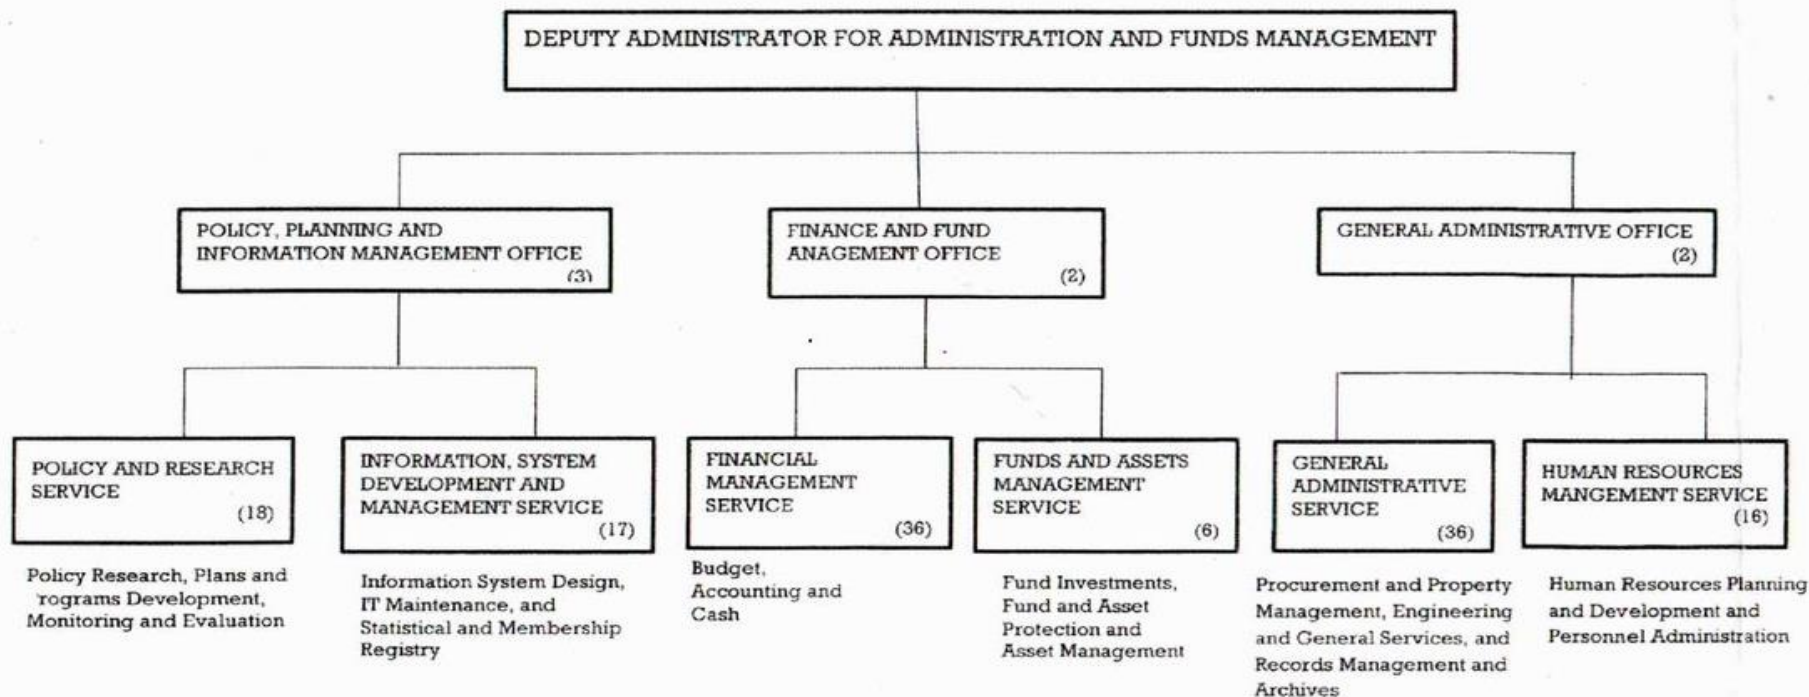 DEPUTY ADMINISTRATOR FOR ADMINISTRATION AND FUNDS MANAGEMENT
POLICY, PLANNING AND
INFORMATION MANAGEMENT OFFICE
(3)
FINANCE AND FUND
ANAGEMENT OFFICE
(2)
GENERAL ADMINISTRATIVE OFFICE
(2)
POLICY AND RESEARCH
SERVICE
(18)
Policy Research, Plans and
rograms Development,
Monitoring and Evaluation
INFORMATION, SYSTEM
DEVELOPMENT AND
MANAGEMENT SERVICE
(17)
Information System Design,
IT Maintenance, and
Statistical and Membership
Registry
FINANCIAL
MANAGEMENT
SERVICE
(36)
Budget,
Accounting and
Cash
FUNDS AND ASSETS
MANAGEMENT
SERVICE
(6)
Fund Investments,
Fund and Asset
Protection and
Asset Management
GENERAL
ADMINISTRATIVE
SERVICE
(36)
Procurement and Property
Management, Engineering
and General Services, and
Records Management and
Archives
HUMAN RESOURCES
MANGEMENT SERVICE
(16)
Human Resources Planning
and Development and
Personnel Administration